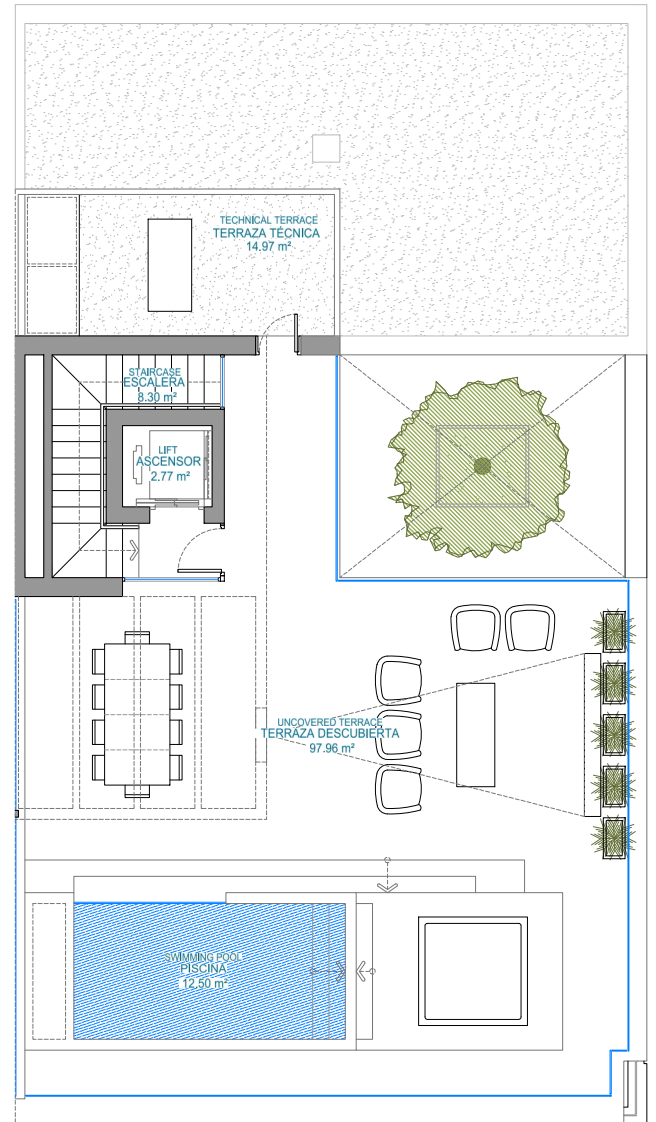 TECHNICAL TERRACE
TERRAZA TÉCNICA
14.97 m²
STAIRCASE
ESCALERA
8.30 m²
LIFT
ASCENSOR
2.77 m²
UNCOVERED TERRACE
TERRAZA DESCUBIERTA
97.96 m²
SWIMMING POOL
PISCINA
12.50 m²